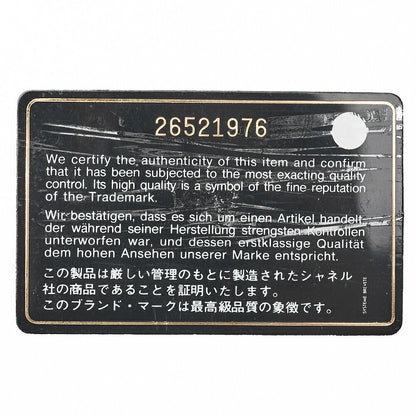 26521976
We certify the authenticity of this item and confirm
that it has been subjected to the most exacting quality
control. Its high quality is a symbol of the fine reputation
of the Trademark.
Wir bestätigen, dass es sich um einen Artikel handelt,
der während seiner Herstellung strengsten Kontrollen
unterworfen war, und dessen erstklassige Qualität
dem hohen Ansehen unserer Marke entspricht.
この製品は厳しい管理のもとに製造されたシャネル
社の商品であることを証明いたします。
このブランド・マークは最高級品質の象徴です。
SYSTEME BREVETE